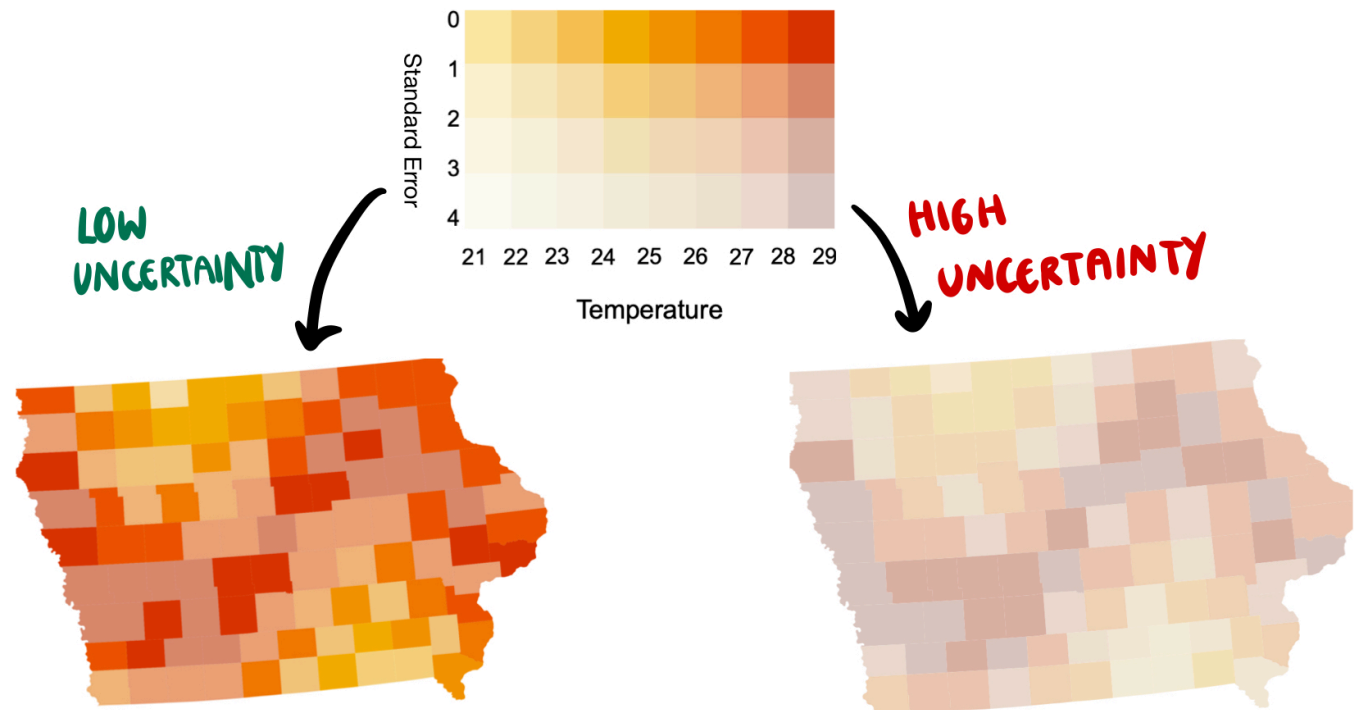 0
1
2
3
4
Standard Error
21 22 23 24 25 26 27 28 29
Temperature
LOW
UNCERTAINTY
HIGH
UNCERTAINTY